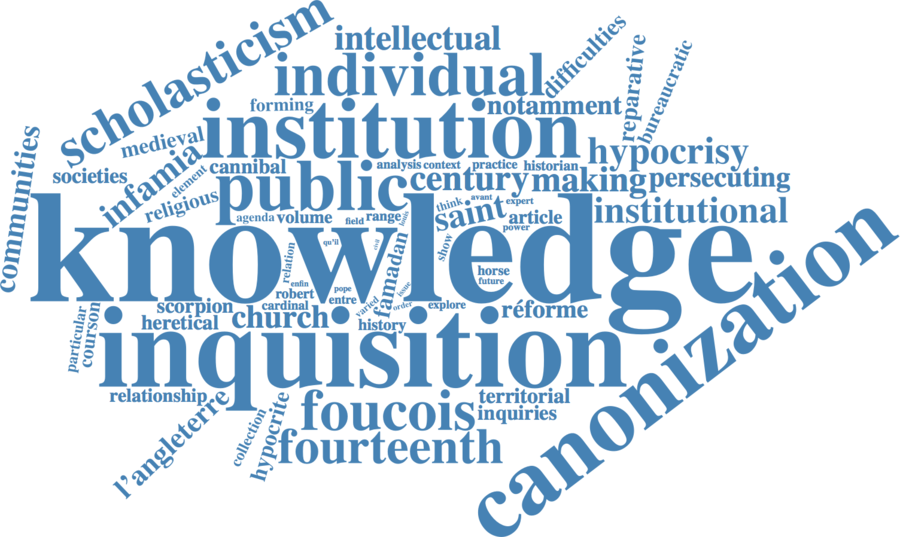 scholasticism
intellectual
difficulties
individual
reparative
bureaucratic
forming
notamment
communities
medieval
institution
hypocrisy
societies
infamia
element
cannibal
analysis
context
practice
historian
religious
public
century
making
persecuting
agenda
volume
field
range
louis
think
avant
expert
saint
article
power
institutional
knowledge
relation
qu'il
civil
famadan
show
horse
future
enfin
robert
pope
cardinal
entre
varied
issue
order
explore
scorpion
heretical
church
history
réforme
particular
courson
inquisition
canonization
relationship
territorial
inquiries
l'angleterre
collection
hypocrite
foucois
fourteenth